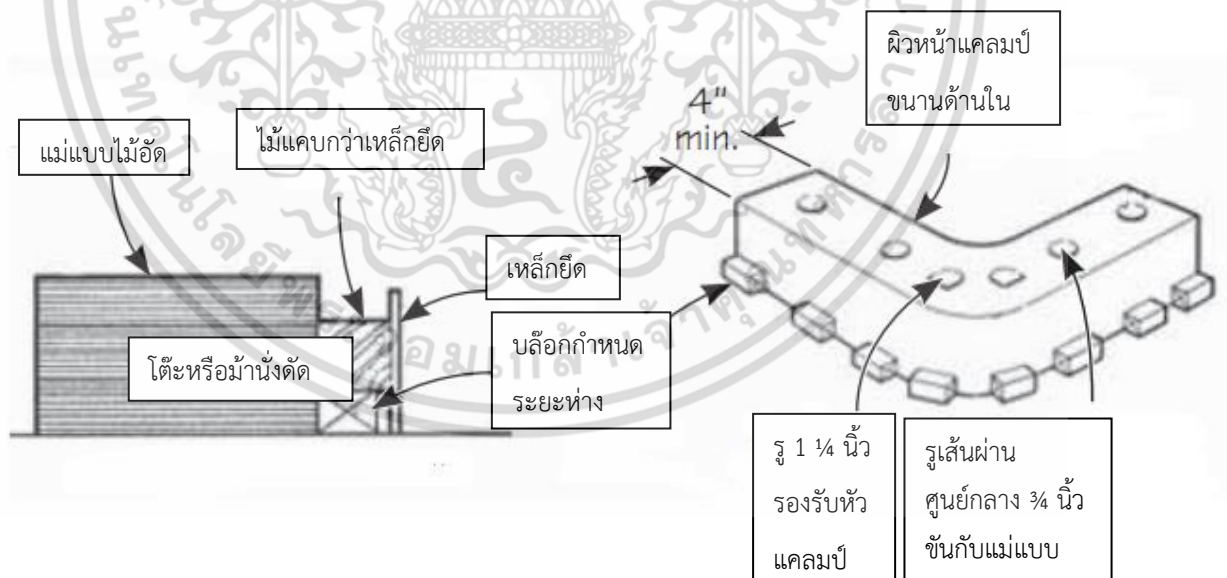 แม่แบบไม้อัด
ไม้แคบกว่าเหล็กยึด
เหล็กยึด
โต๊ะหรือม้านั่งดัด
บล๊อกกำหนด
ระยะห่าง
4"
min.
ผิวหน้าแคลมป์
ขนานด้านใน
รู 1 ¼ นิ้ว
รองรับหัว
แคลมป์
รูเส้นผ่าน
ศูนย์กลาง ¾ นิ้ว
ขันกับแม่แบบ